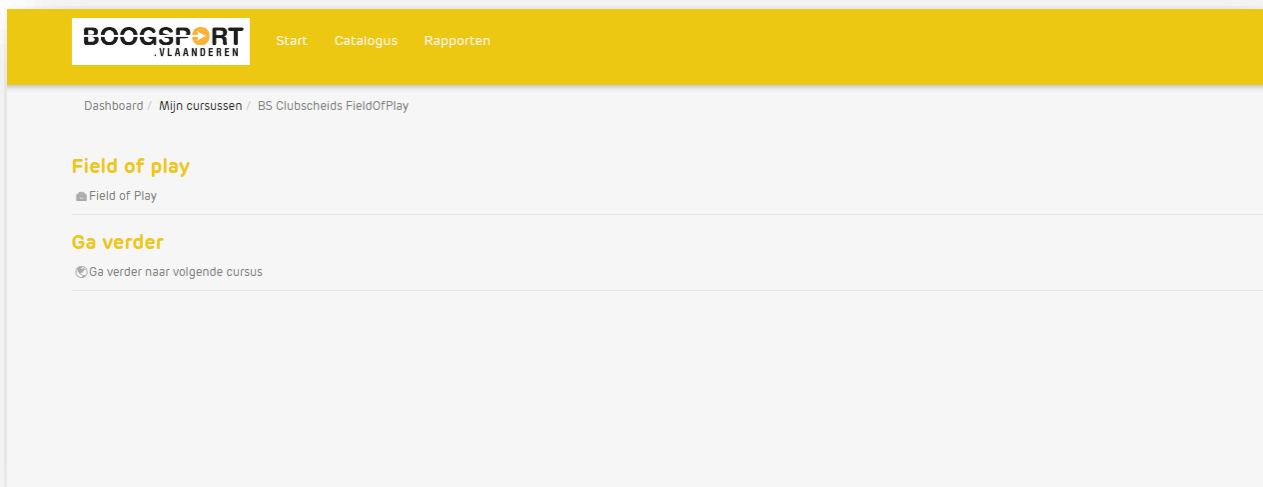 BOOGSPORT
.VLAANDEREN
Start Catalogus Rapporten
Dashboard / Mijn cursussen / BS Clubscheids FieldOfPlay
Field of play
Field of Play
Ga verder
Ga verder naar volgende cursus